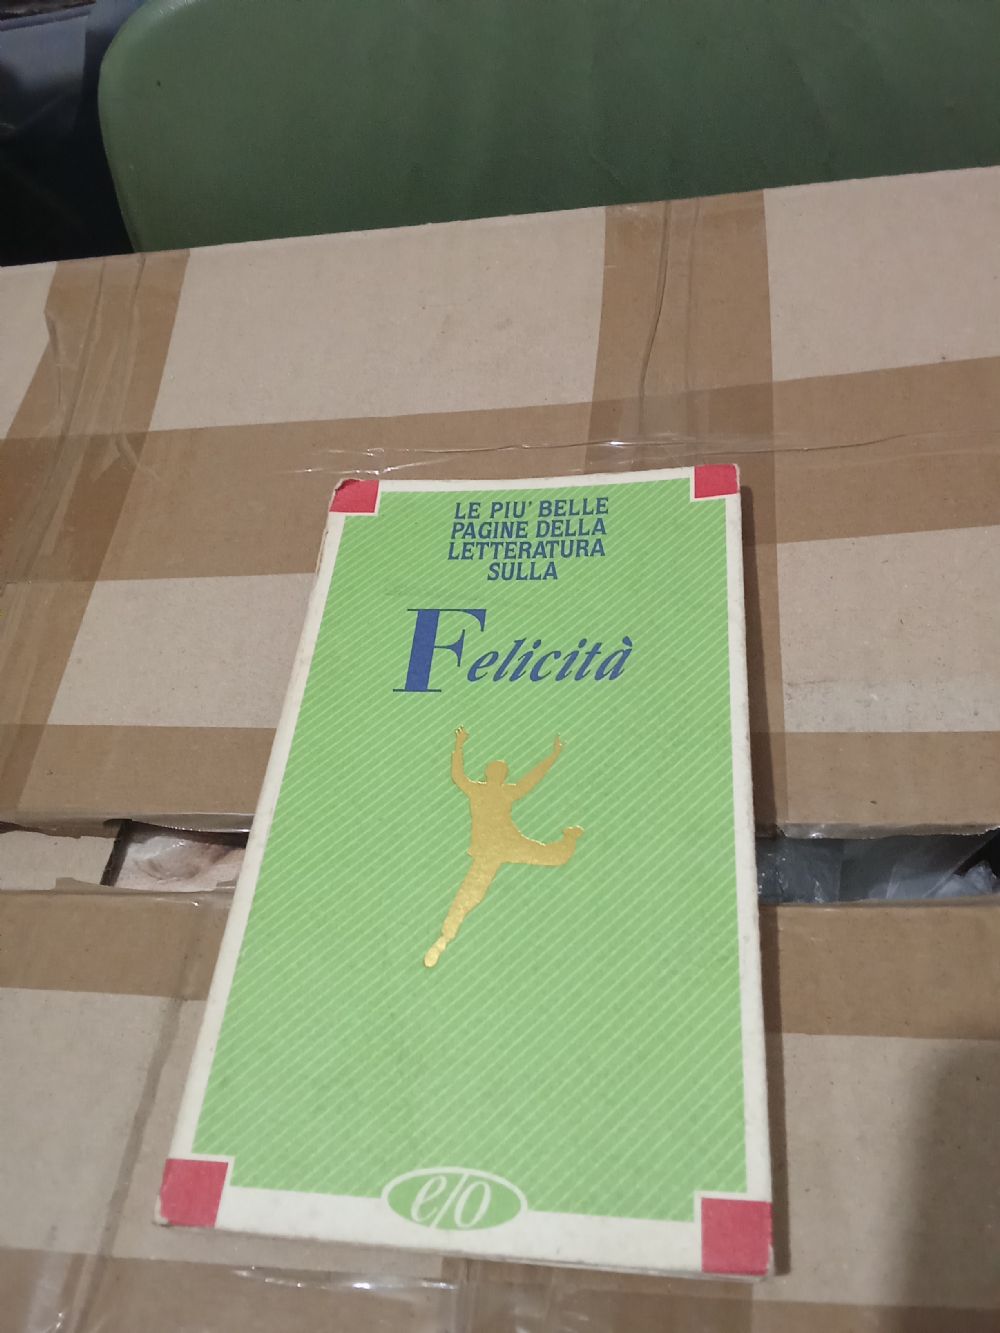 LE PIU' BELLE
PAGINE DELLA
LETTERATURA
SULLA
Felicità
e/o